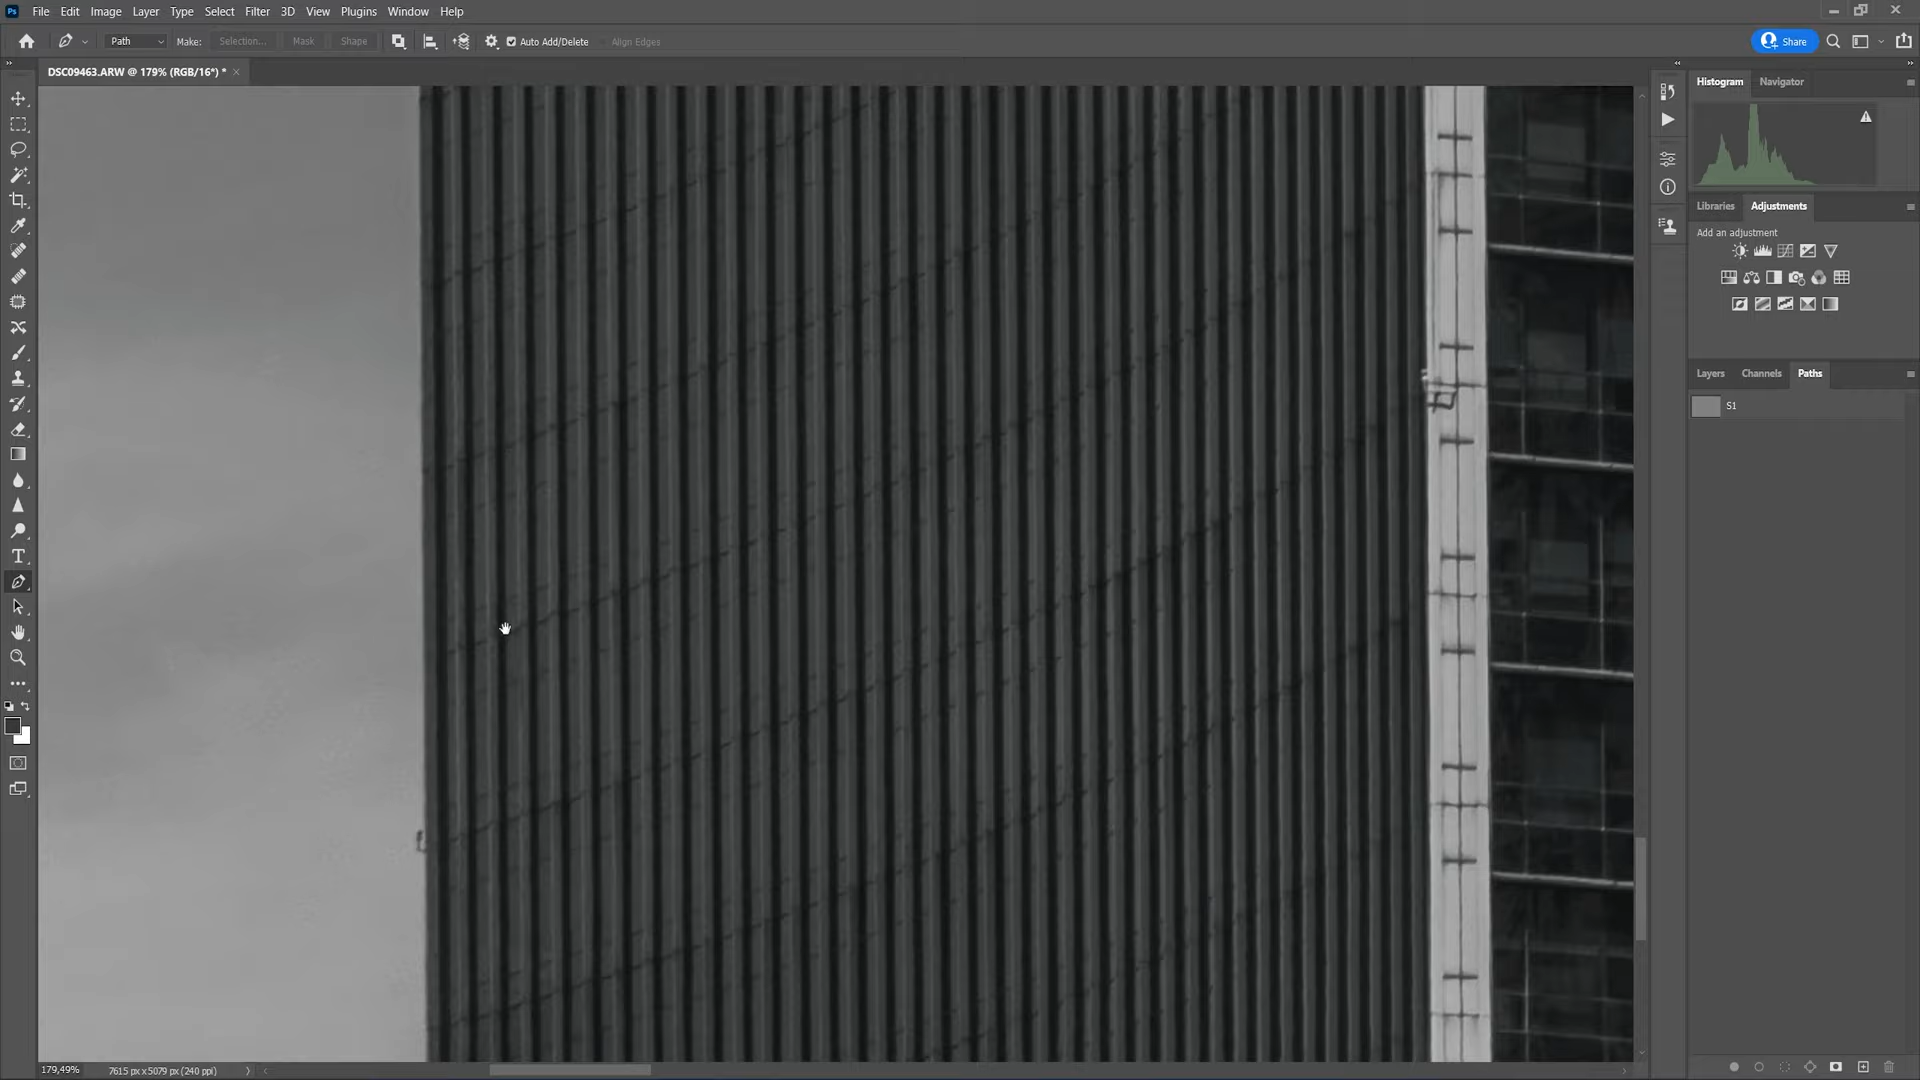 Ps File Edit Image Layer Type Select Filter 3D View Plugins Window Help
Path Make: Selection... Mask Shape Auto Add/Delete Align Edges Share
DSC09463.ARW @ 179% (RGB/16*) * ×
Histogram Navigator
Libraries Adjustments
Add an adjustment
Layers Channels Paths
S1
179,49% 7615 px x 5079 px (240 ppi)